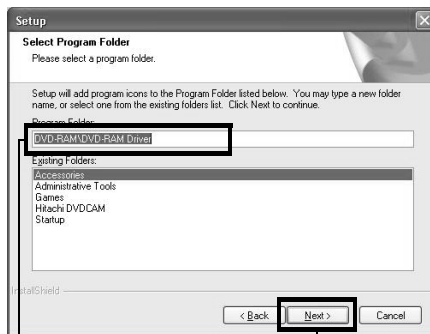 Setup
Select Program Folder
Please select a program folder.
Setup will add program icons to the Program Folder listed below. You may type a new folder
name, or select one from the existing folders list. Click Next to continue.
Program Folder:
DVD-RAM\DVD-RAM Driver
Existing Folders:
Accessories
Administrative Tools
Games
Hitachi DVDCAM
Startup
InstallShield
< Back
Next >
Cancel